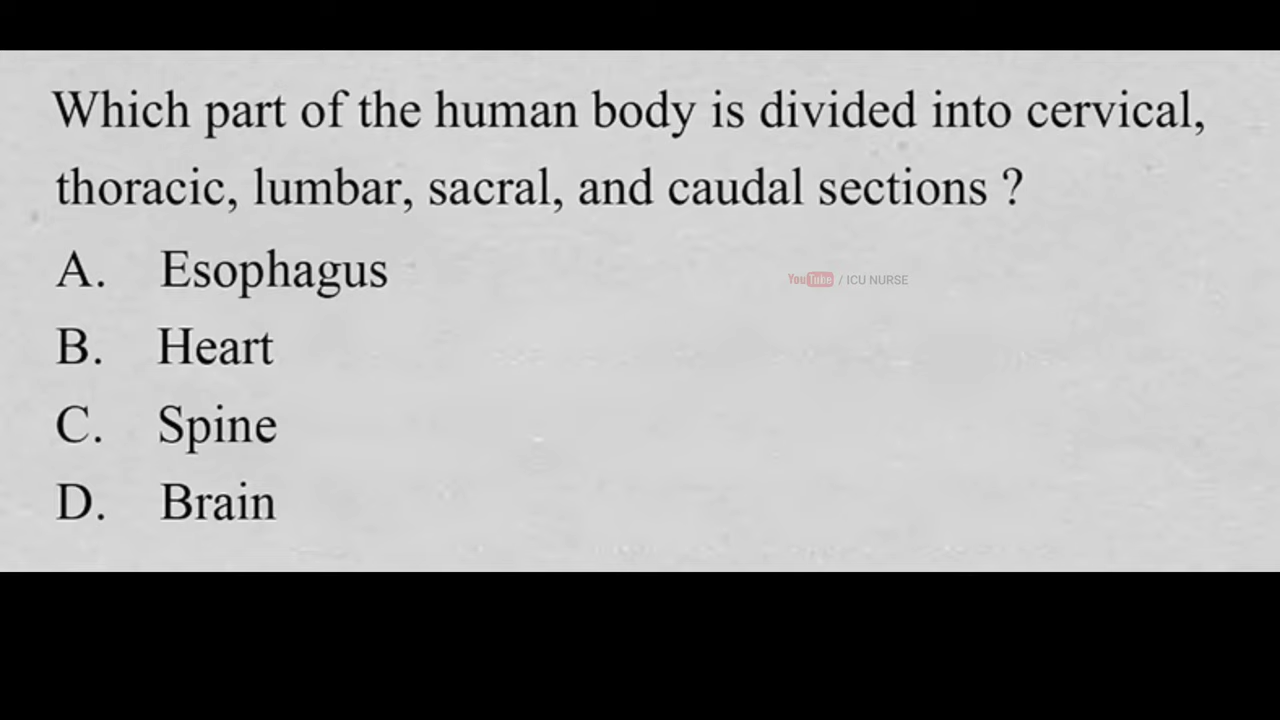 Which part of the human body is divided into cervical,
thoracic, lumbar, sacral, and caudal sections ?
A. Esophagus
YouTube / ICU NURSE
B. Heart
C. Spine
D. Brain